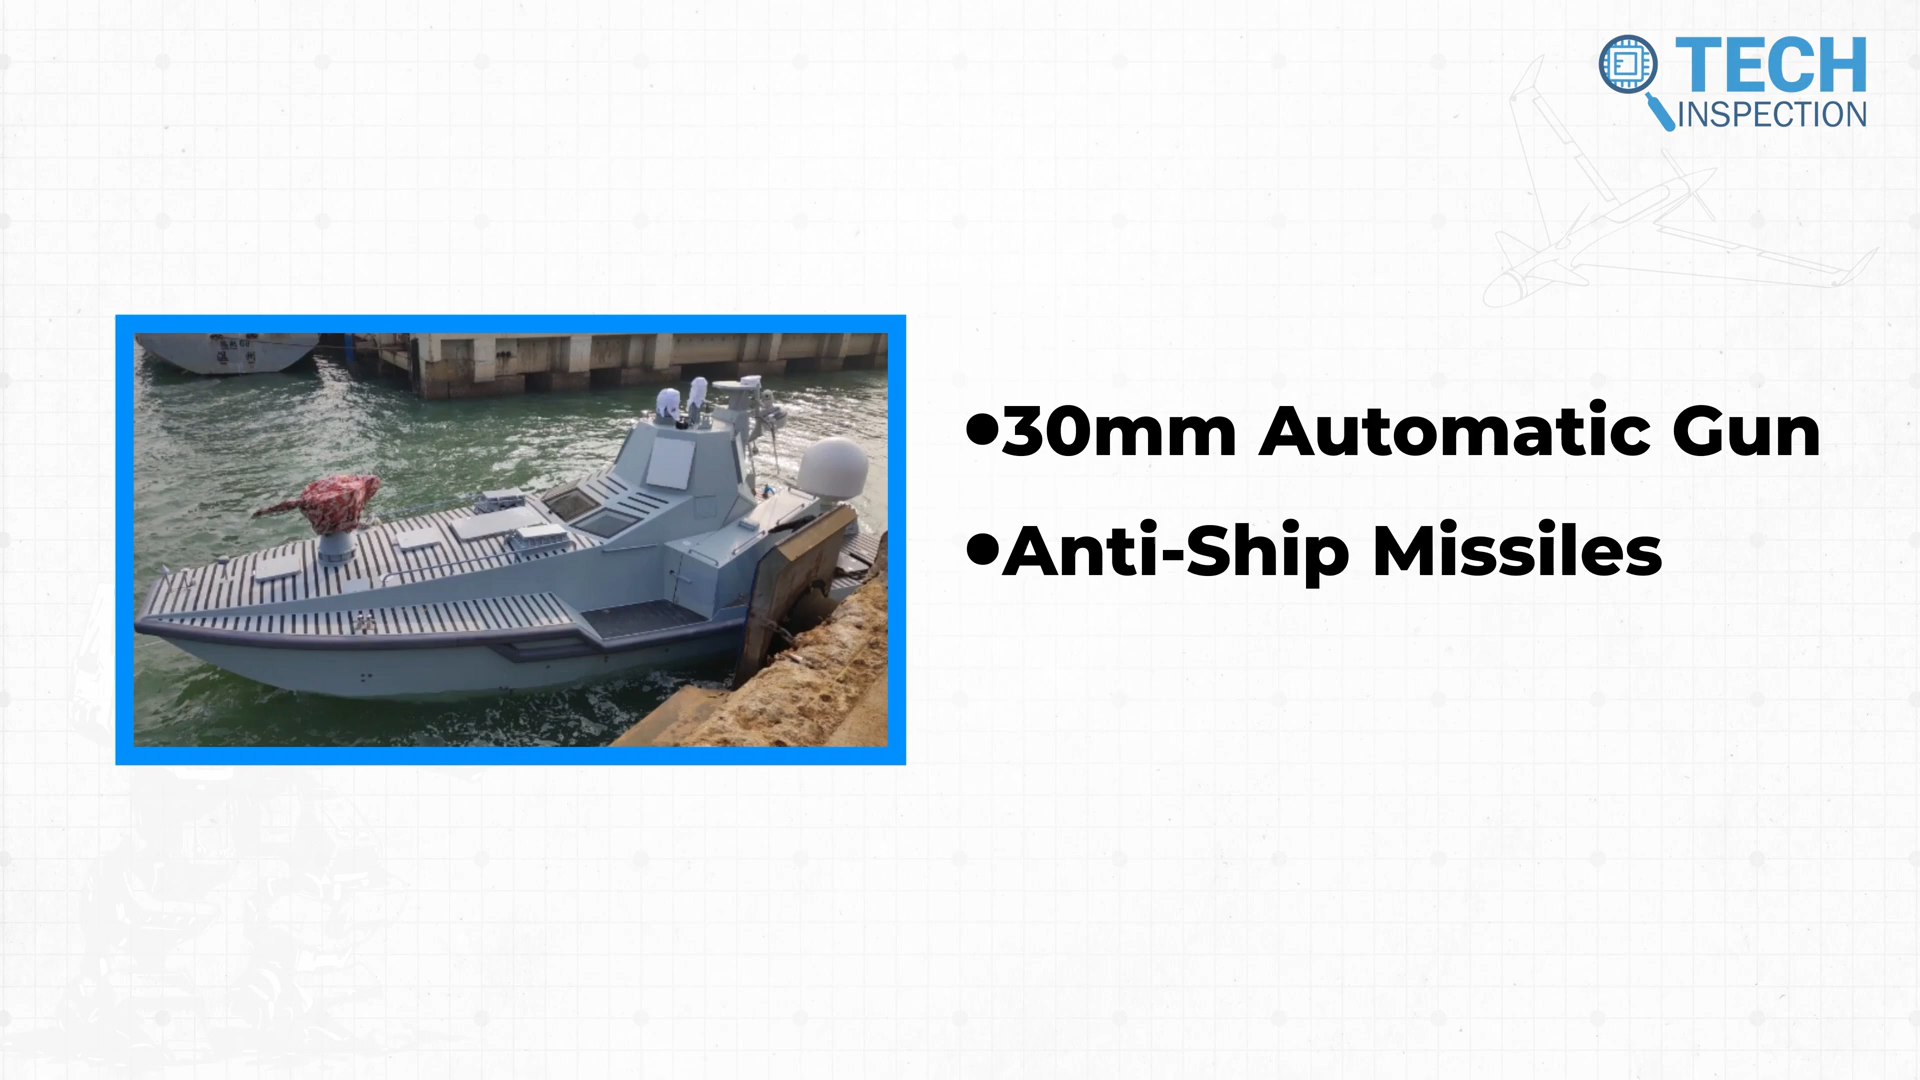 TECH
INSPECTION
•30mm Automatic Gun
•Anti-Ship Missiles